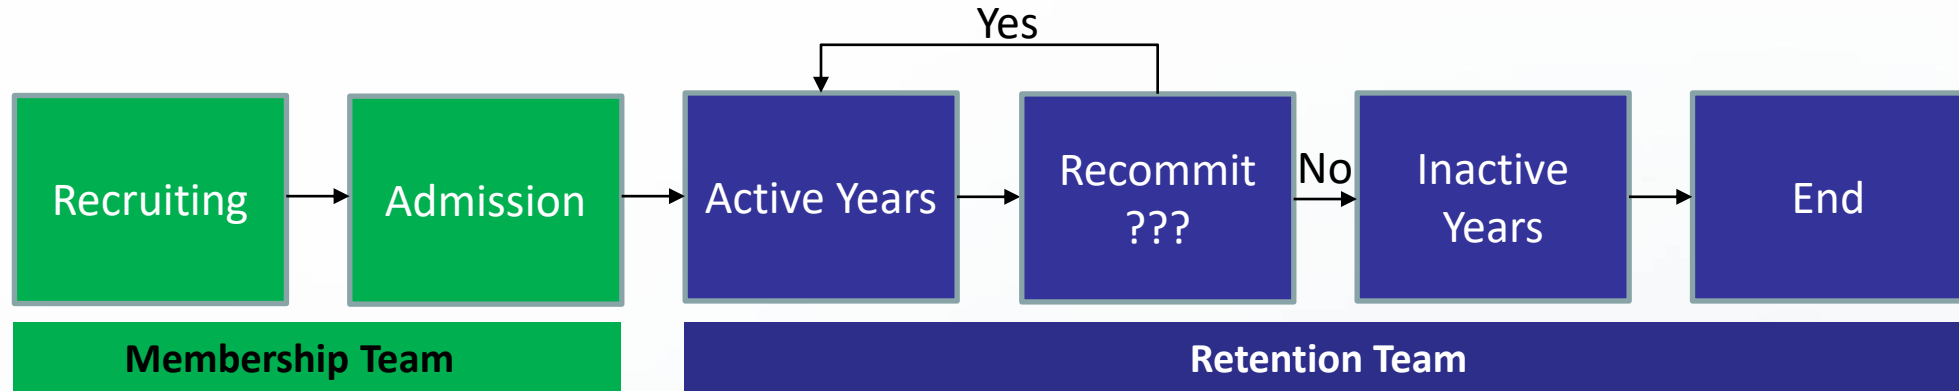 Yes
Recruiting
Admission
Active Years
Recommit
???
No
Inactive
Years
End
Membership Team
Retention Team